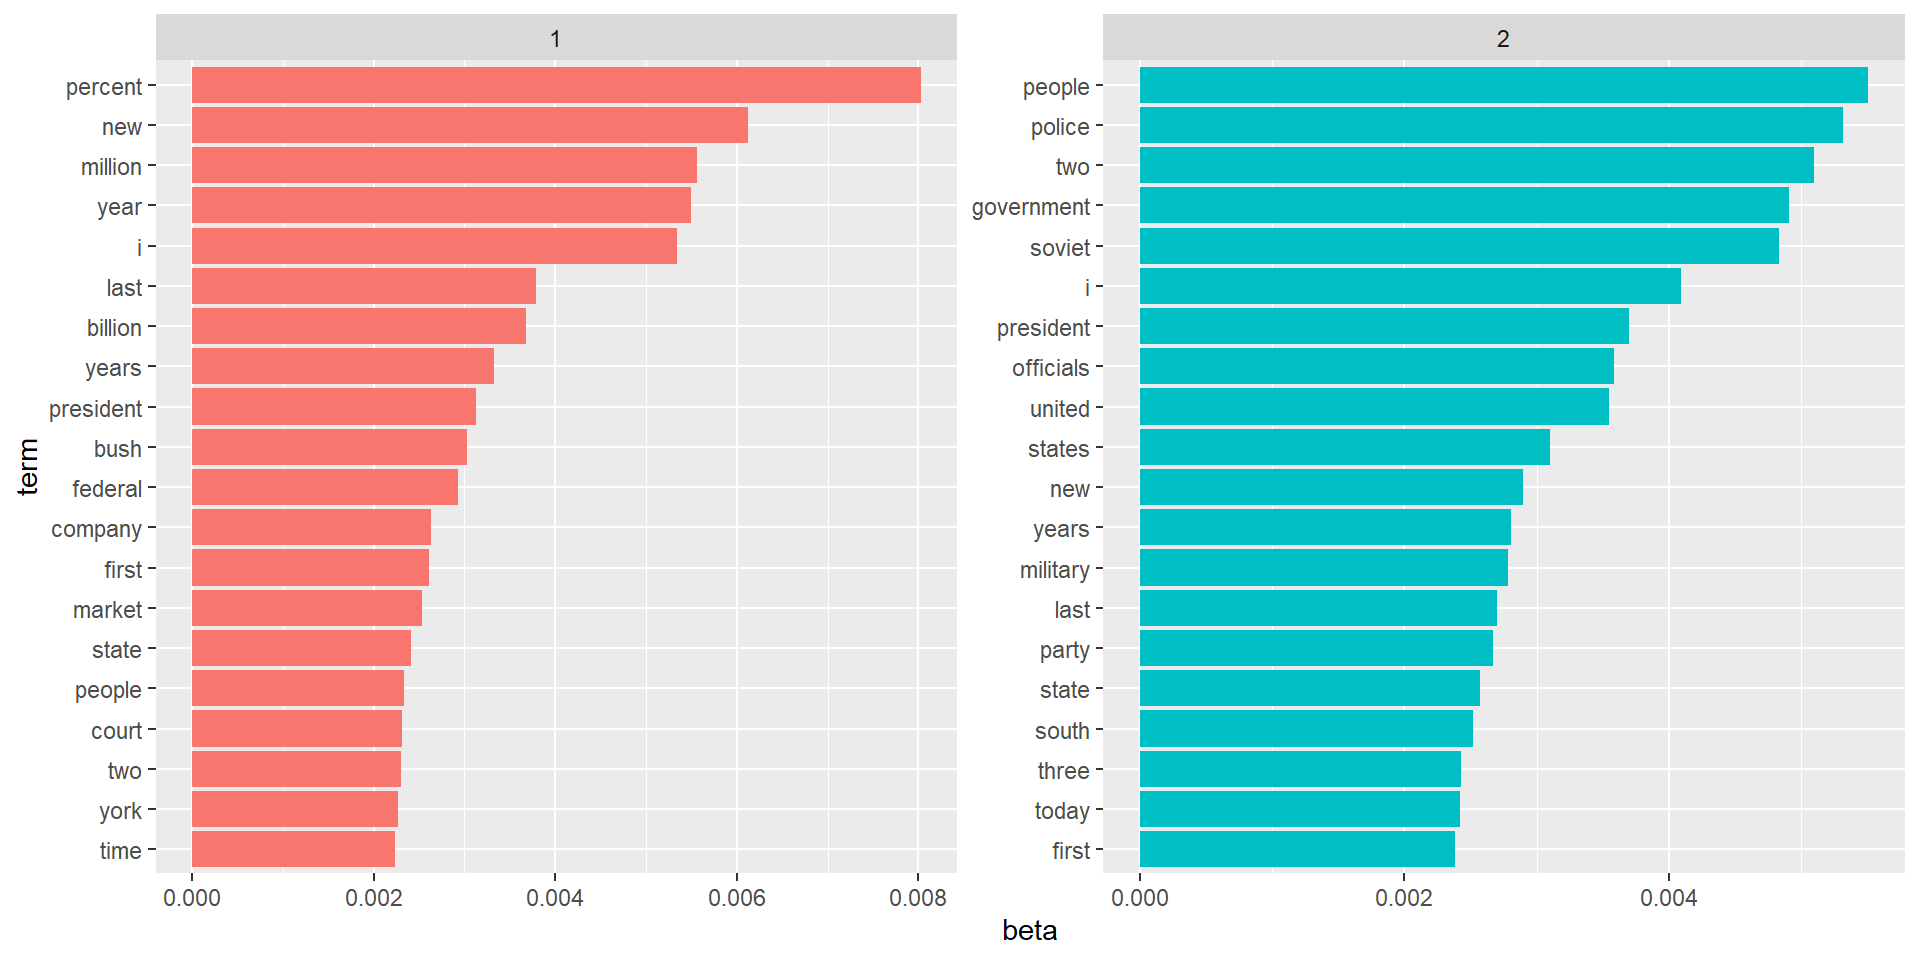 1
percent
new
million
year
i
last
billion
years
president
bush
federal
company
first
market
state
people
court
two
york
time
0.000 0.002 0.004 0.006 0.008
2
people
police
two
government
soviet
i
president
officials
united
states
new
years
military
last
party
state
south
three
today
first
0.000 0.002 0.004
term
beta